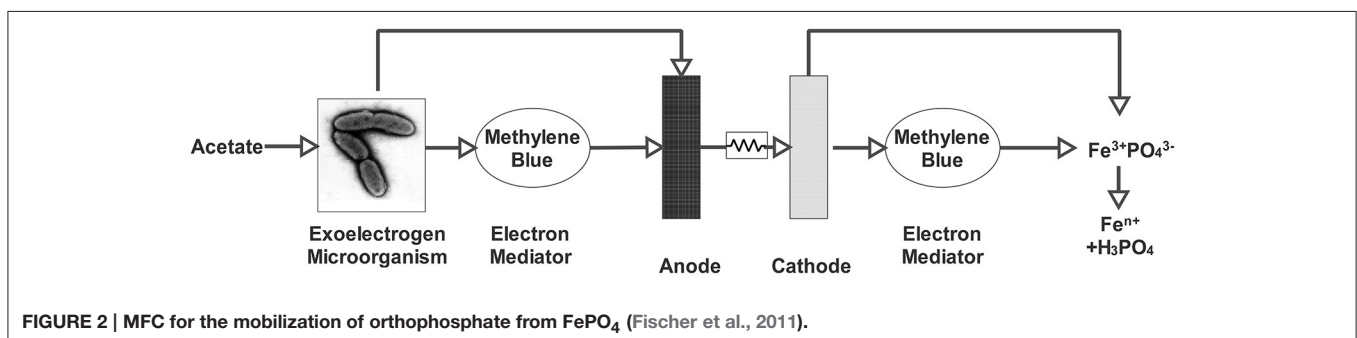 Acetate
Methylene
Blue
Methylene
Blue
Fe³⁺PO₄³⁻
Feⁿ⁺
+H₃PO₄
Exoelectrogen
Microorganism
Electron
Mediator
Anode
Cathode
Electron
Mediator
FIGURE 2 | MFC for the mobilization of orthophosphate from FePO₄ (Fischer et al., 2011).